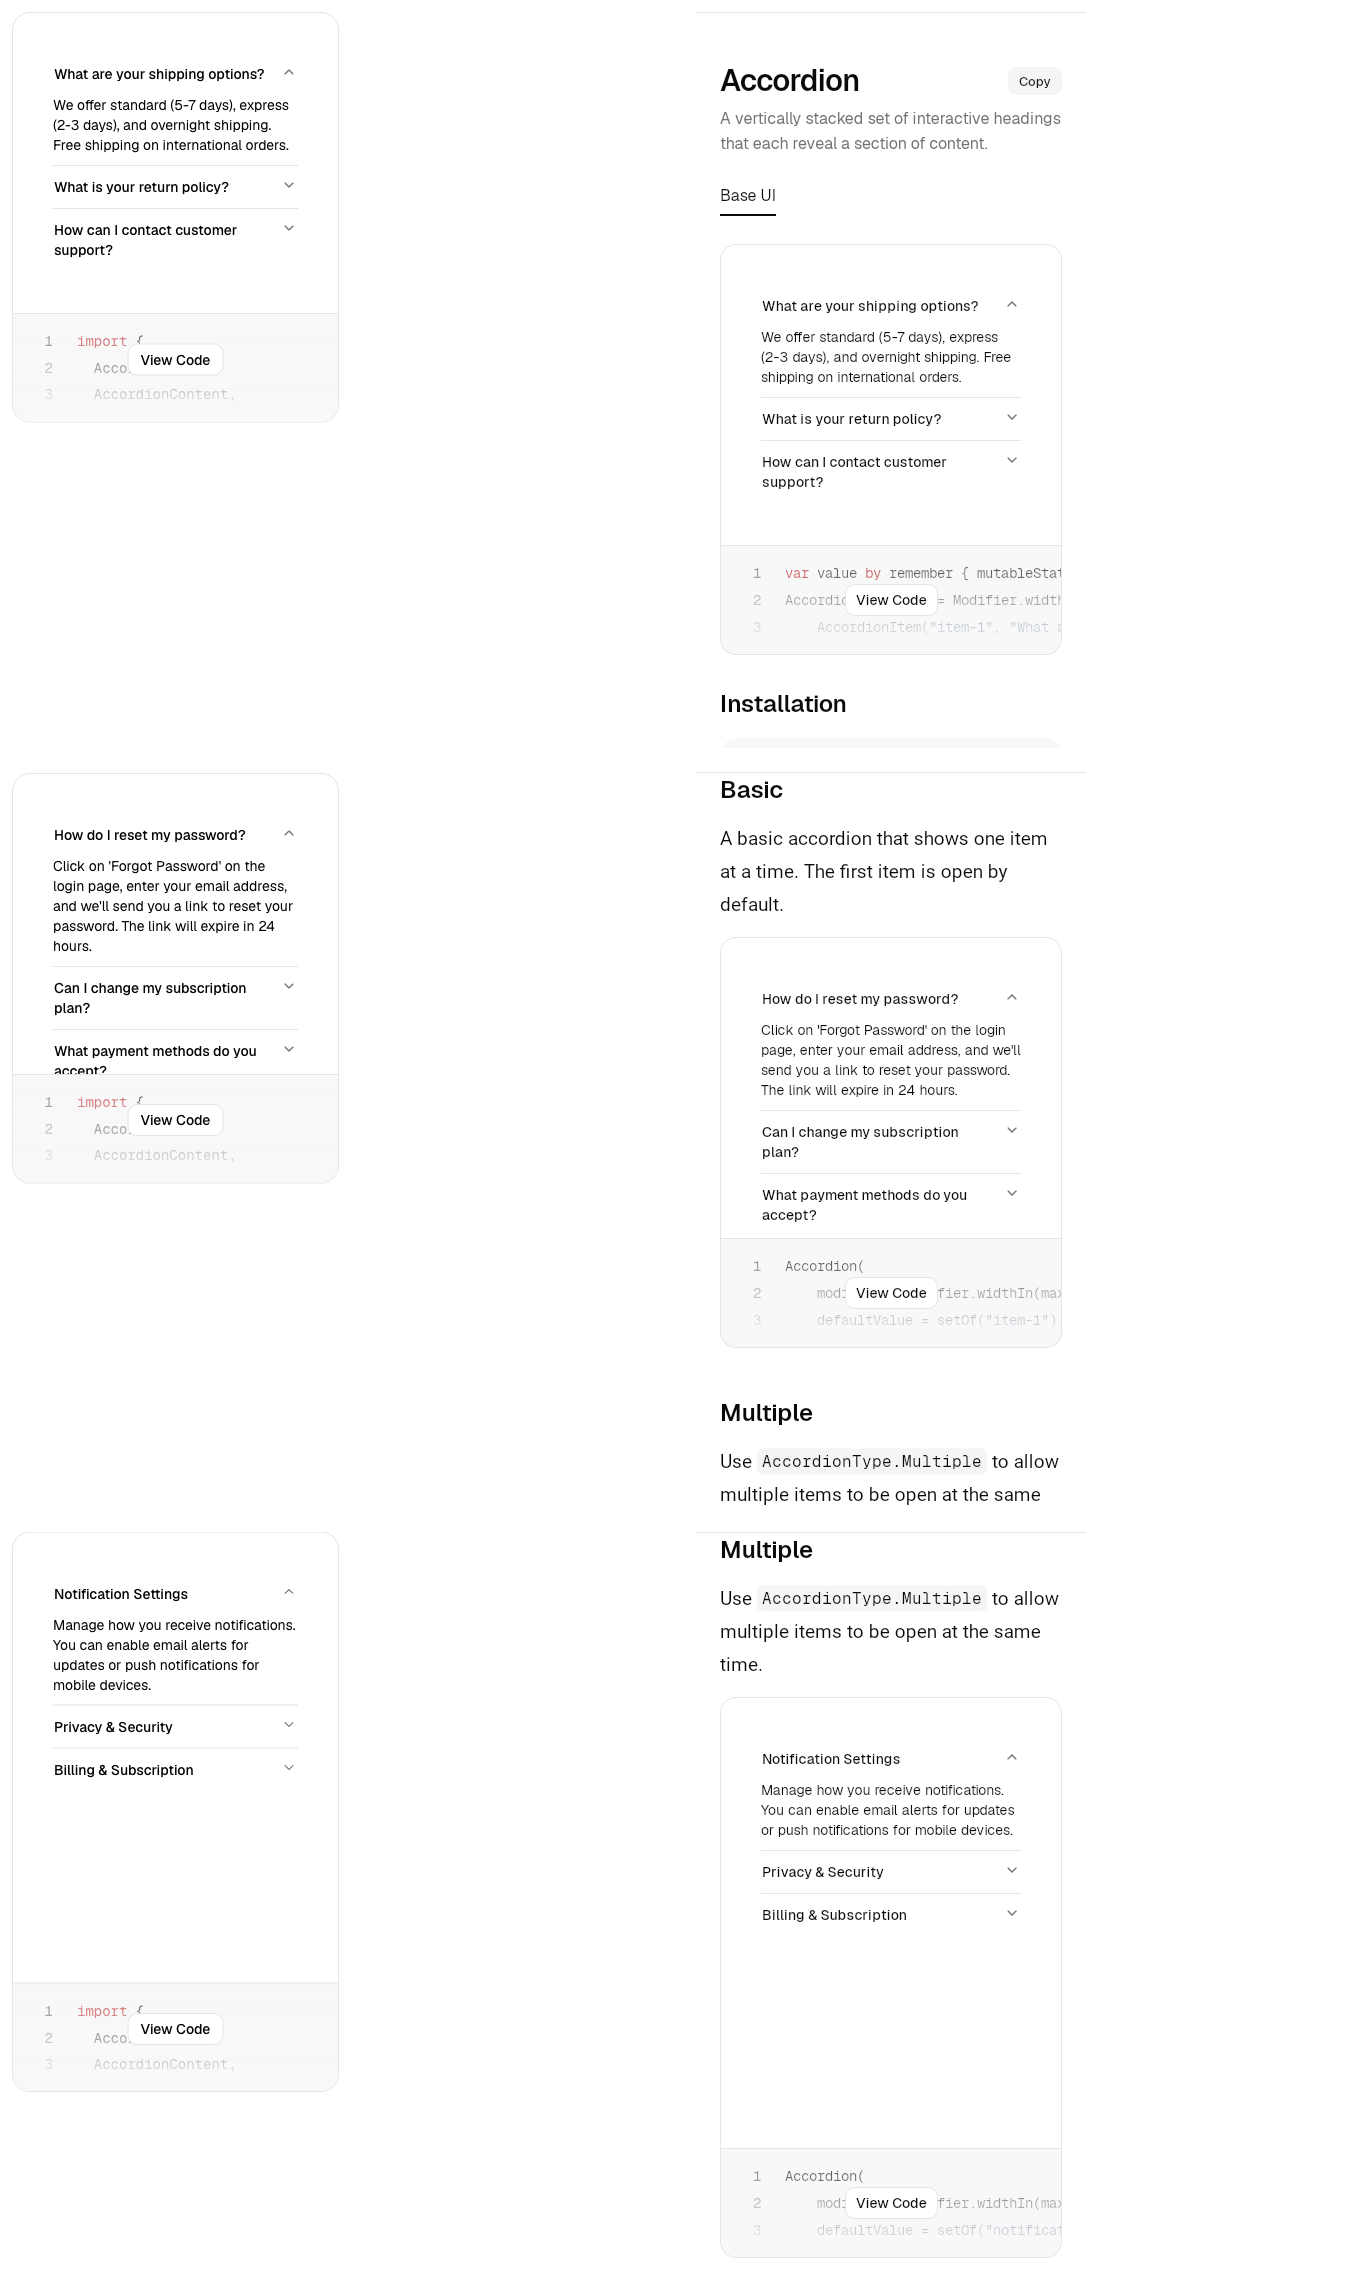 What are your shipping options?
We offer standard (5-7 days), express
(2-3 days), and overnight shipping.
Free shipping on international orders.
What is your return policy?
How can I contact customer
support?
1 import {
2 Acco
View Code
3 AccordionContent,
Accordion
Copy
A vertically stacked set of interactive headings
that each reveal a section of content.
Base UI
What are your shipping options?
We offer standard (5-7 days), express
(2-3 days), and overnight shipping. Free
shipping on international orders.
What is your return policy?
How can I contact customer
support?
1 var value by remember { mutableStat
2 Accordic = Modifier.width
View Code
3 AccordionItem("item-1", "What a
Installation
How do I reset my password?
Click on 'Forgot Password' on the
login page, enter your email address,
and we'll send you a link to reset your
password. The link will expire in 24
hours.
Can I change my subscription
plan?
What payment methods do you
accept?
1 import {
2 Acco
View Code
3 AccordionContent,
Basic
A basic accordion that shows one item
at a time. The first item is open by
default.
How do I reset my password?
Click on 'Forgot Password' on the login
page, enter your email address, and we'll
send you a link to reset your password.
The link will expire in 24 hours.
Can I change my subscription
plan?
What payment methods do you
accept?
1 Accordion(
2 modi fier.widthIn(max
View Code
3 defaultValue = setOf("item-1")
Multiple
Use AccordionType.Multiple to allow
multiple items to be open at the same
Notification Settings
Manage how you receive notifications.
You can enable email alerts for
updates or push notifications for
mobile devices.
Privacy & Security
Billing & Subscription
1 import {
2 Acco
View Code
3 AccordionContent,
Multiple
Use AccordionType.Multiple to allow
multiple items to be open at the same
time.
Notification Settings
Manage how you receive notifications.
You can enable email alerts for updates
or push notifications for mobile devices.
Privacy & Security
Billing & Subscription
1 Accordion(
2 modi fier.widthIn(max
View Code
3 defaultValue = setOf("notificat